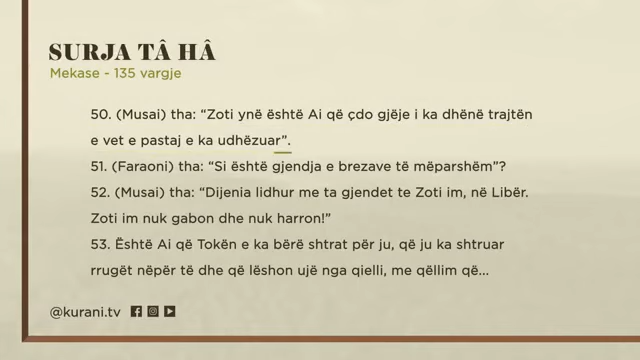 SURJA TÂ HÂ
Mekase - 135 vargje
50. (Musai) tha: “Zoti ynë është Ai që çdo gjëje i ka dhënë trajtën
e vet e pastaj e ka udhëzuar”.
51. (Faraoni) tha: “Si është gjendja e brezave të mëparshëm”?
52. (Musai) tha: “Dijenia lidhur me ta gjendet te Zoti im, në Libër.
Zoti im nuk gabon dhe nuk harron!”
53. Është Ai që Tokën e ka bërë shtrat për ju, që ju ka shtruar
rrugët nëpër të dhe që lëshon ujë nga qielli, me qëllim që...
@kurani.tv